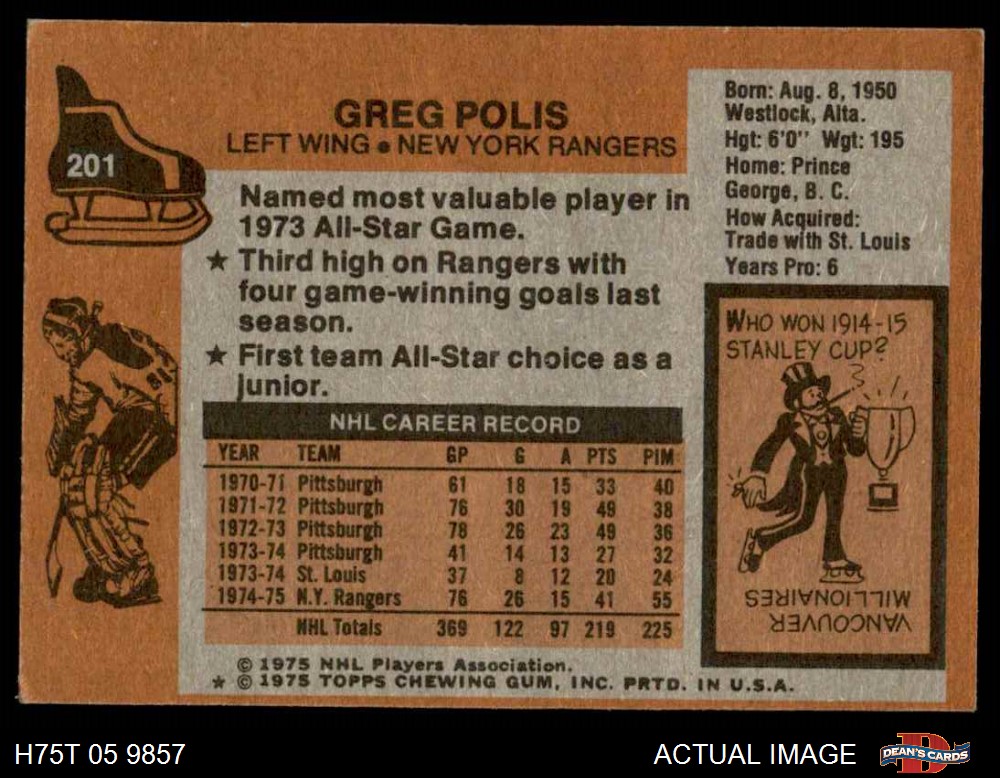 201
GREG POLIS
LEFT WING • NEW YORK RANGERS
Named most valuable player in
1973 All-Star Game.
★ Third high on Rangers with
four game-winning goals last
season.
★ First team All-Star choice as a
junior.
Born: Aug. 8, 1950
Westlock, Alta.
Hgt: 6'0" Wgt: 195
Home: Prince
George, B. C.
How Acquired:
Trade with St. Louis
Years Pro: 6
WHO WON 1914-15
STANLEY CUP?
VANCOUVER
MILLIONAIRES
NHL CAREER RECORD
YEAR TEAM GP G A PTS PIM
1970-71 Pittsburgh 61 18 15 33 40
1971-72 Pittsburgh 76 30 19 49 38
1972-73 Pittsburgh 78 26 23 49 36
1973-74 Pittsburgh 41 14 13 27 32
1973-74 St. Louis 37 8 12 20 24
1974-75 N.Y. Rangers 76 26 15 41 55
NHL Totals 369 122 97 219 225
© 1975 NHL Players Association.
★ © 1975 TOPPS CHEWING GUM, INC. PRTD. IN U.S.A.
H75T 05 9857
ACTUAL IMAGE
DEAN'S CARDS